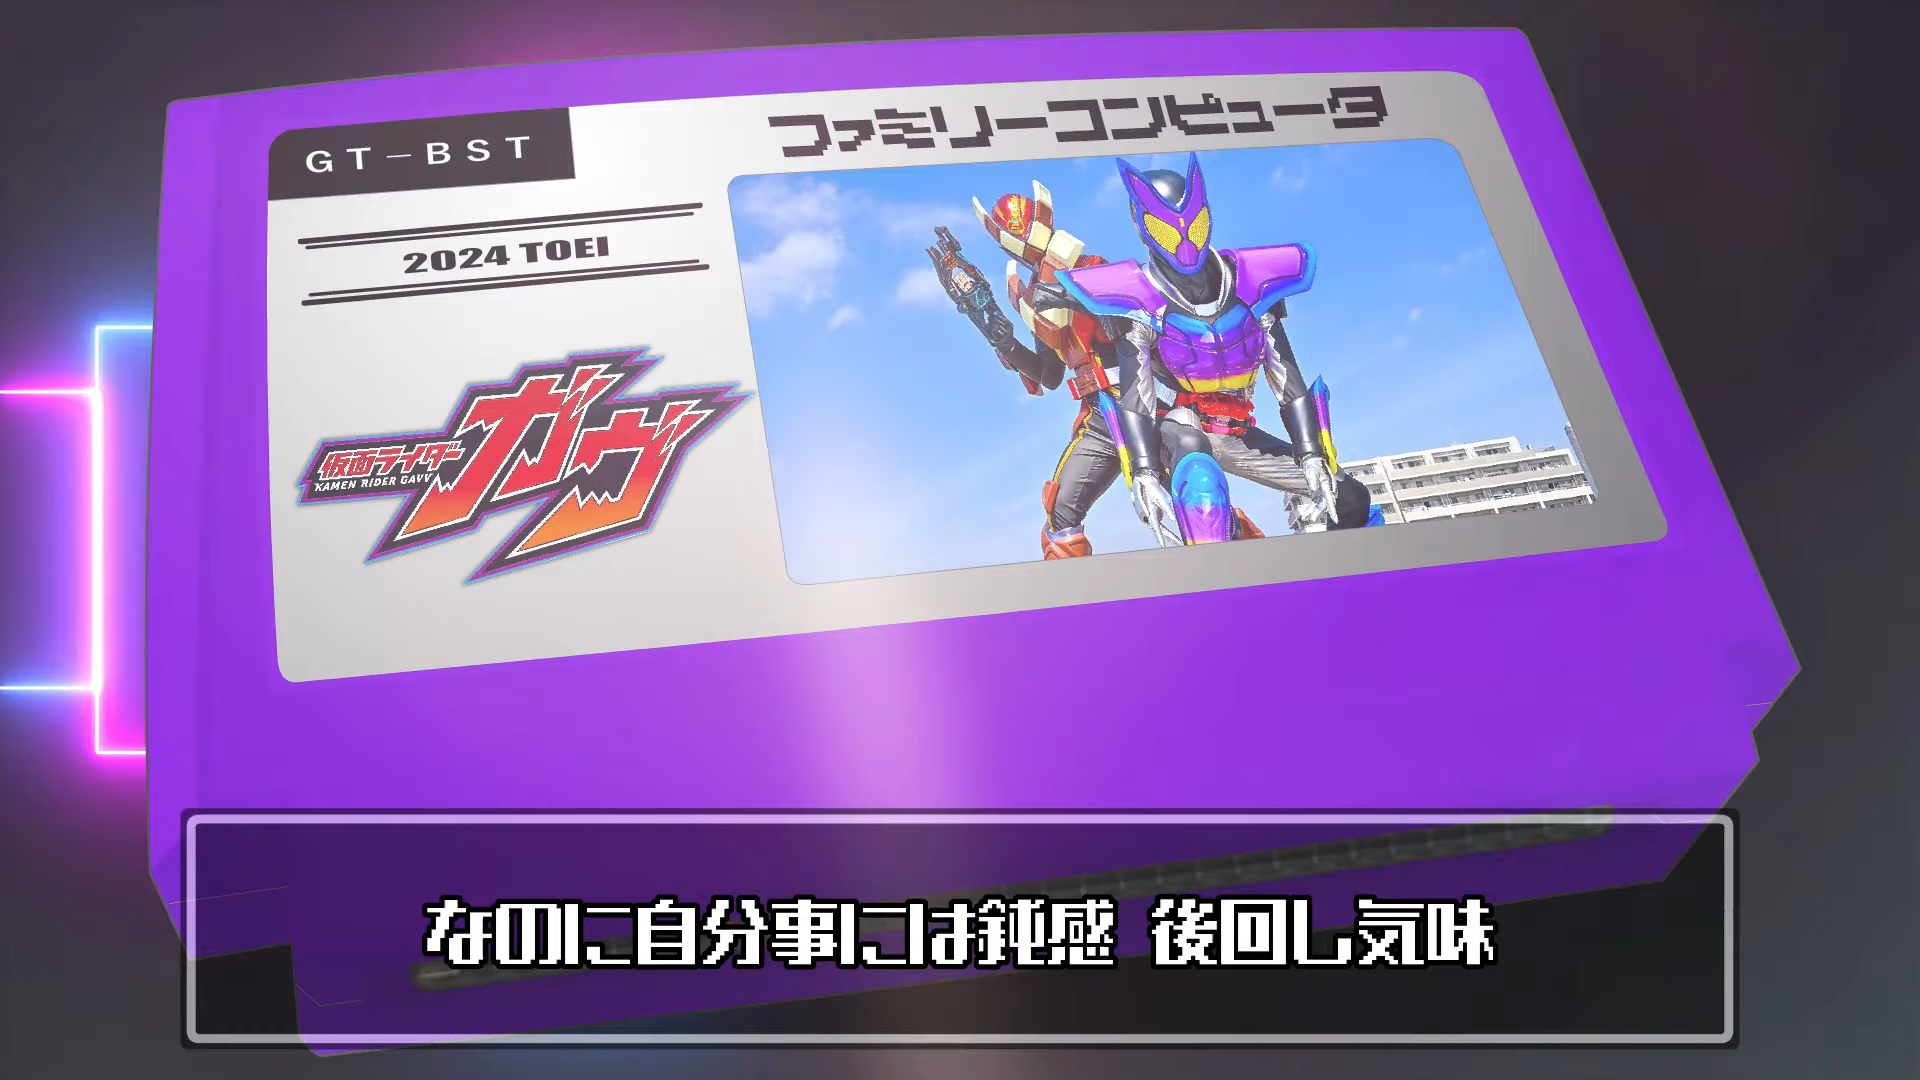 GT-BST
ファミリーコンピュータ
2024 TOEI
仮面ライダー
ガヴ
KAMEN RIDER GAVV
なのに自分事には鈍感 後回し気味